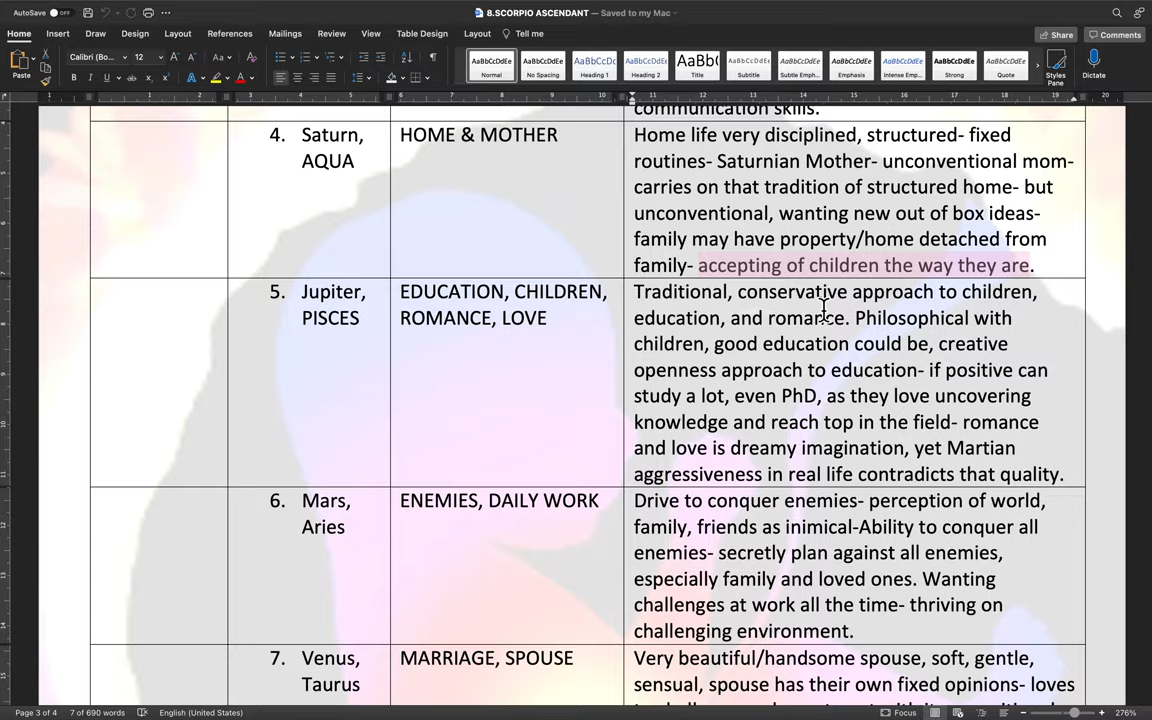 AutoSave OFF 8.SCORPIO ASCENDANT — Saved to my Mac
Home Insert Draw Design Layout References Mailings Review View Table Design Layout Tell me Share Comments
Paste Calibri (Bo... 12 AaBbCcDdEe AaBbCcDdEe AaBbCcDc AaBbCcDdEe AaBbC AaBbCcDdEe AaBbCcDdEe AaBbCcDdEe AaBbCcDdEe AaBbCcDdEe AaBbCcDdEe
Normal No Spacing Heading 1 Heading 2 Title Subtitle Subtle Emph... Emphasis Intense Emp... Strong Quote Styles Pane Dictate
communication skills.
4. Saturn, AQUA
HOME & MOTHER
Home life very disciplined, structured- fixed
routines- Saturnian Mother- unconventional mom-
carries on that tradition of structured home- but
unconventional, wanting new out of box ideas-
family may have property/home detached from
family- accepting of children the way they are.
5. Jupiter,
PISCES
EDUCATION, CHILDREN,
ROMANCE, LOVE
Traditional, conservative approach to children,
education, and romance. Philosophical with
children, good education could be, creative
openness approach to education- if positive can
study a lot, even PhD, as they love uncovering
knowledge and reach top in the field- romance
and love is dreamy imagination, yet Martian
aggressiveness in real life contradicts that quality.
6. Mars,
Aries
ENEMIES, DAILY WORK
Drive to conquer enemies- perception of world,
family, friends as inimical-Ability to conquer all
enemies- secretly plan against all enemies,
especially family and loved ones. Wanting
challenges at work all the time- thriving on
challenging environment.
7. Venus,
Taurus
MARRIAGE, SPOUSE
Very beautiful/handsome spouse, soft, gentle,
sensual, spouse has their own fixed opinions- loves
Page 3 of 4 7 of 690 words English (United States) Focus 276%